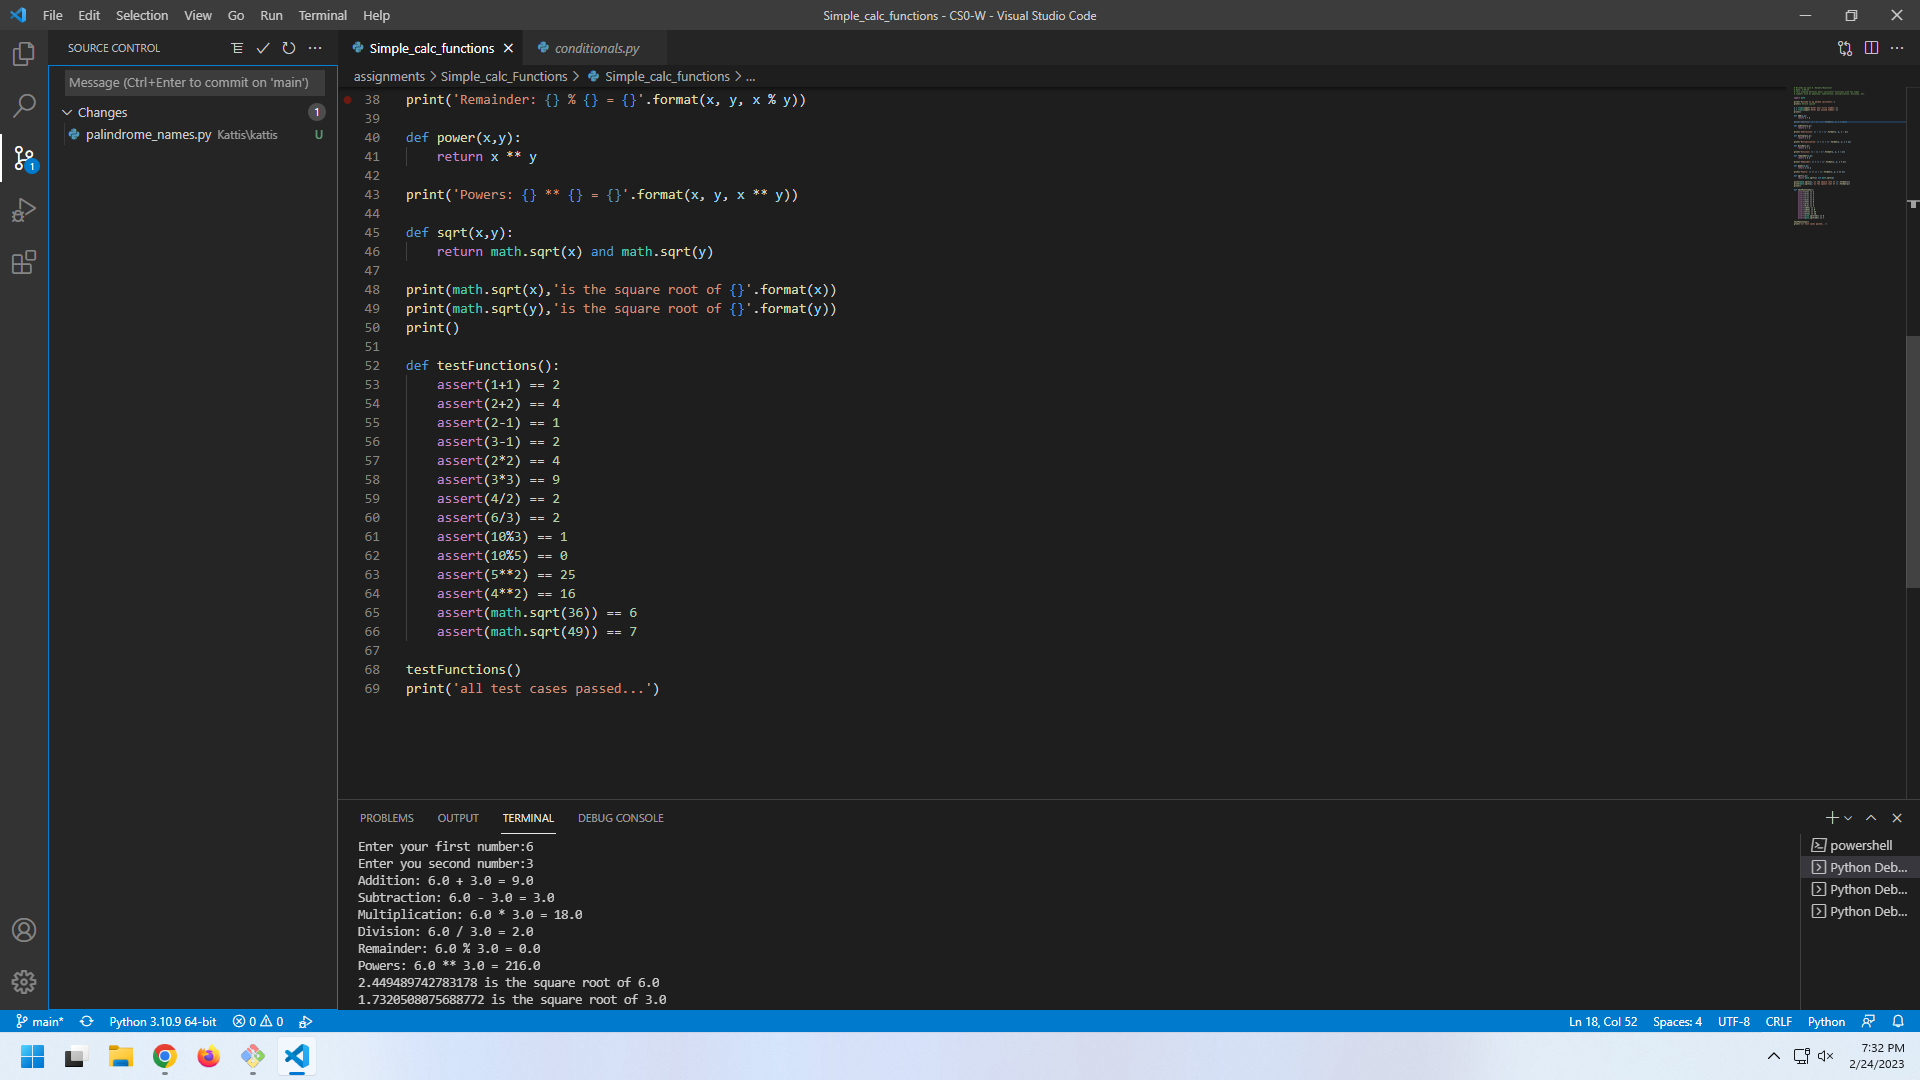 File Edit Selection View Go Run Terminal Help
Simple_calc_functions - CS0-W - Visual Studio Code
SOURCE CONTROL
Message (Ctrl+Enter to commit on 'main')
Changes 1
palindrome_names.py Kattis\kattis U
1
Simple_calc_functions conditionals.py
assignments > Simple_calc_Functions > Simple_calc_functions > ...
38 print('Remainder: {} % {} = {}'.format(x, y, x % y))
39
40 def power(x,y):
41 return x ** y
42
43 print('Powers: {} ** {} = {}'.format(x, y, x ** y))
44
45 def sqrt(x,y):
46 return math.sqrt(x) and math.sqrt(y)
47
48 print(math.sqrt(x),'is the square root of {}'.format(x))
49 print(math.sqrt(y),'is the square root of {}'.format(y))
50 print()
51
52 def testFunctions():
53 assert(1+1) == 2
54 assert(2+2) == 4
55 assert(2-1) == 1
56 assert(3-1) == 2
57 assert(2*2) == 4
58 assert(3*3) == 9
59 assert(4/2) == 2
60 assert(6/3) == 2
61 assert(10%3) == 1
62 assert(10%5) == 0
63 assert(5**2) == 25
64 assert(4**2) == 16
65 assert(math.sqrt(36)) == 6
66 assert(math.sqrt(49)) == 7
67
68 testFunctions()
69 print('all test cases passed...')
PROBLEMS OUTPUT TERMINAL DEBUG CONSOLE
Enter your first number:6
Enter you second number:3
Addition: 6.0 + 3.0 = 9.0
Subtraction: 6.0 - 3.0 = 3.0
Multiplication: 6.0 * 3.0 = 18.0
Division: 6.0 / 3.0 = 2.0
Remainder: 6.0 % 3.0 = 0.0
Powers: 6.0 ** 3.0 = 216.0
2.449489742783178 is the square root of 6.0
1.7320508075688772 is the square root of 3.0
powershell
Python Deb...
Python Deb...
Python Deb...
main* Python 3.10.9 64-bit 0 0
Ln 18, Col 52 Spaces: 4 UTF-8 CRLF Python
7:32 PM
2/24/2023